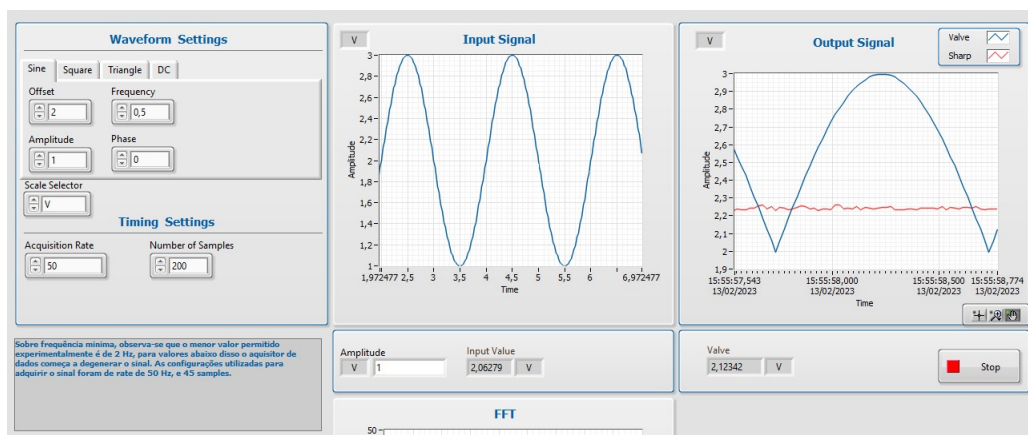 Waveform Settings
Sine Square Triangle DC
Offset Frequency
2 0,5
Amplitude Phase
1 0
Scale Selector
V
Timing Settings
Acquisition Rate Number of Samples
50 200
Sobre frequência mínima, observa-se que o menor valor permitido
experimentalmente é de 2 Hz, para valores abaixo disso o aquisitor de
dados começa a degenerar o sinal. As configurações utilizadas para
adquirir o sinal foram de rate de 50 Hz, e 45 samples.
V Input Signal
3
2,8
2,6
2,4
2,2
2
1,8
1,6
1,4
1,2
1
Amplitude
1,972477 2,5 3 3,5 4 4,5 5 5,5 6 6,972477
Time
Amplitude Input Value
V 1 2,06279 V
FFT
50
V Output Signal
Valve
Sharp
3
2,9
2,8
2,7
2,6
2,5
2,4
2,3
2,2
2,1
2
1,9
Amplitude
15:55:57,543 15:55:58,000 15:55:58,500 15:55:58,774
13/02/2023 13/02/2023 13/02/2023 13/02/2023
Time
Valve
2,12342 V
Stop